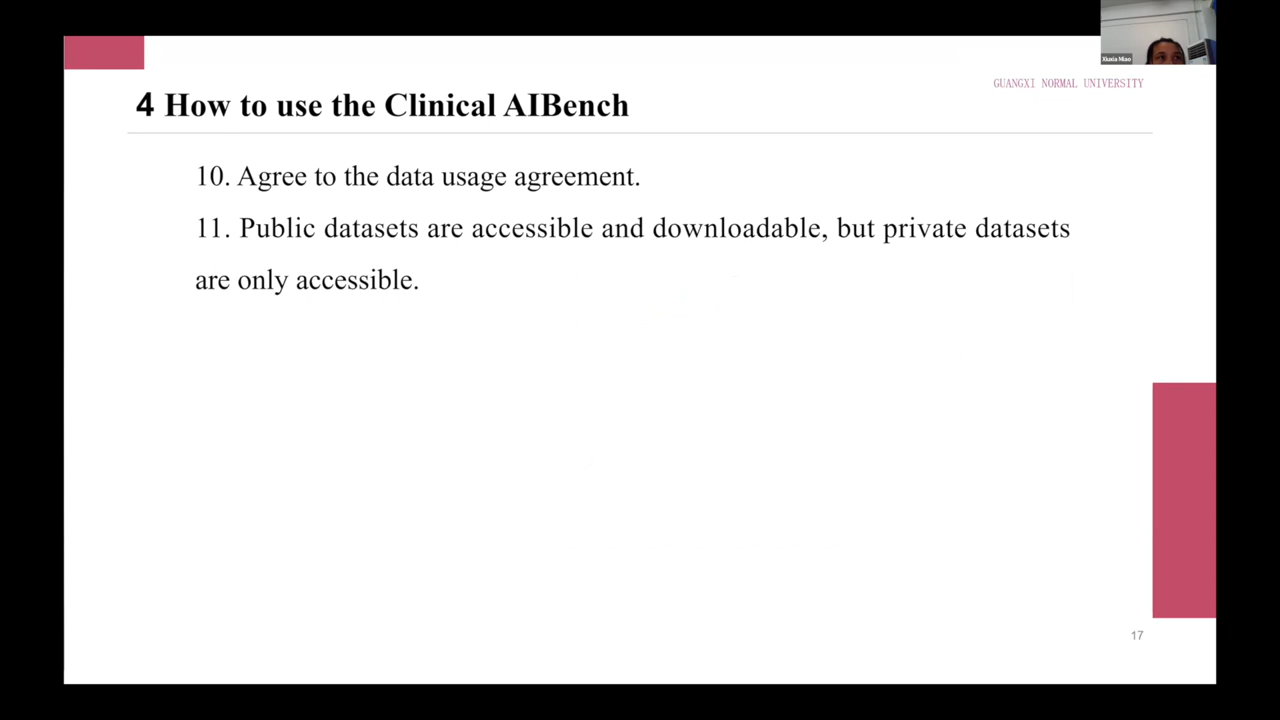 Xiuxia Miao
GUANGXI NORMAL UNIVERSITY
4 How to use the Clinical AIBench
10. Agree to the data usage agreement.
11. Public datasets are accessible and downloadable, but private datasets
are only accessible.
17